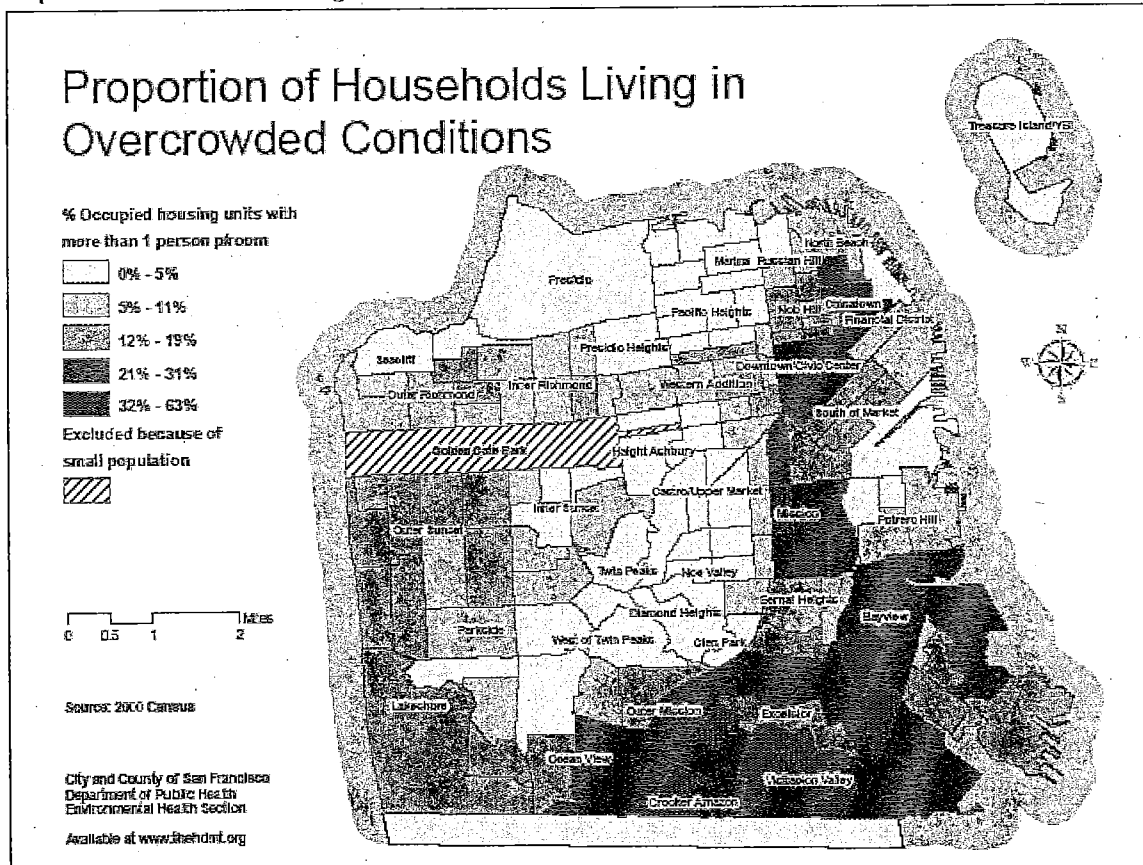 Proportion of Households Living in
Overcrowded Conditions
% Occupied housing units with
more than 1 person p/room
0% - 5%
5% - 11%
12% - 19%
21% - 31%
32% - 63%
Excluded because of
small population
0 0.5 1 2 Miles
Source: 2000 Census
City and County of San Francisco
Department of Public Health
Environmental Health Section
Available at www.thehdmt.org
Treasure Island/YBI
North Beach
Marina
Russian Hill
Presidio
Chinatown
Nob Hill
Pacific Heights
Financial District
Seacliff
Presidio Heights
Downtown/Civic Center
Inner Richmond
Western Addition
Outer Richmond
South of Market
Golden Gate Park
Haight Ashbury
Castro/Upper Market
Inner Sunset
Mission
Potrero Hill
Outer Sunset
Twin Peaks
Noe Valley
Bernal Heights
Diamond Heights
Bayview
Parkside
West of Twin Peaks
Glen Park
Lakeshore
Outer Mission
Excelsior
Ocean View
Visitacion Valley
Crocker Amazon
N
W
E
S